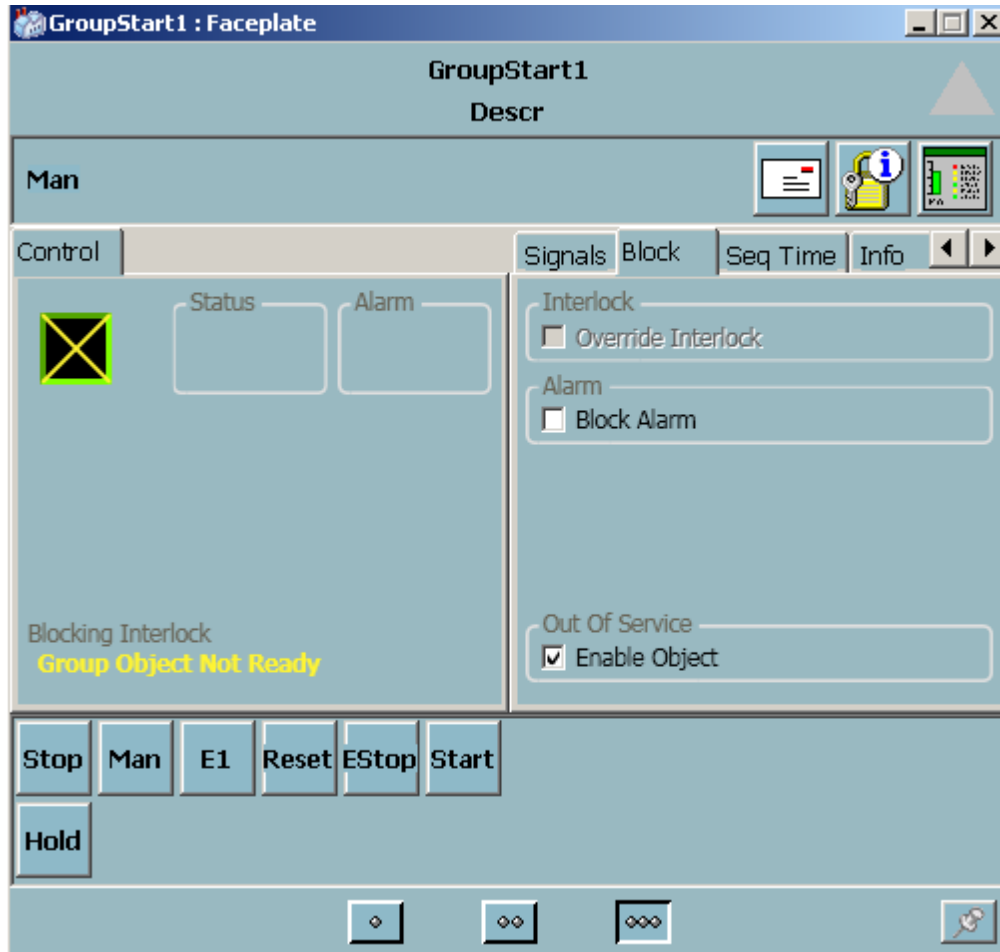 GroupStart1 : Faceplate
GroupStart1
Descr
Man
Control
Signals Block Seq Time Info
Status Alarm
Blocking Interlock
Group Object Not Ready
Interlock
Override Interlock
Alarm
Block Alarm
Out Of Service
Enable Object
Stop Man E1 Reset EStop Start
Hold